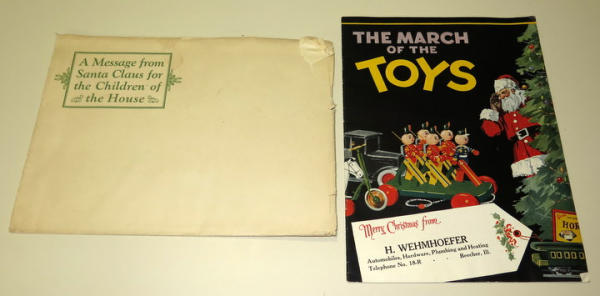 A Message from
Santa Claus for
the Children of
the House
THE MARCH
OF THE
TOYS
Merry Christmas from
H. WEHMHOEFER
Automobiles, Hardware, Plumbing and Heating
Telephone No. 18-R - - Beecher, Ill.
HOR